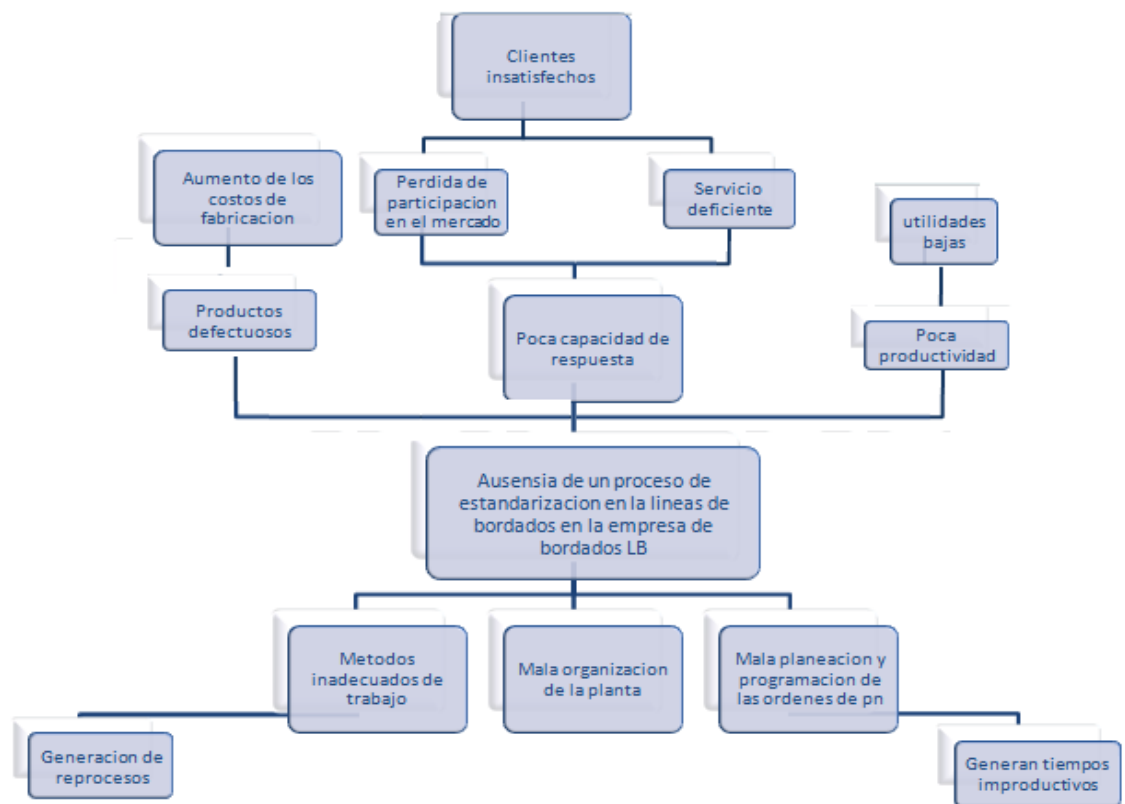 Clientes
insatisfechos
Aumento de los
costos de
fabricacion
Perdida de
participacion
en el mercado
Servicio
deficiente
utilidades
bajas
Productos
defectuosos
Poca capacidad de
respuesta
Poca
productividad
Ausensia de un proceso de
estandarizacion en la lineas de
bordados en la empresa de
bordados LB
Metodos
inadecuados de
trabajo
Mala organizacion
de la planta
Mala planeacion y
programacion de
las ordenes de pn
Generacion de
reprocesos
Generan tiempos
improductivos